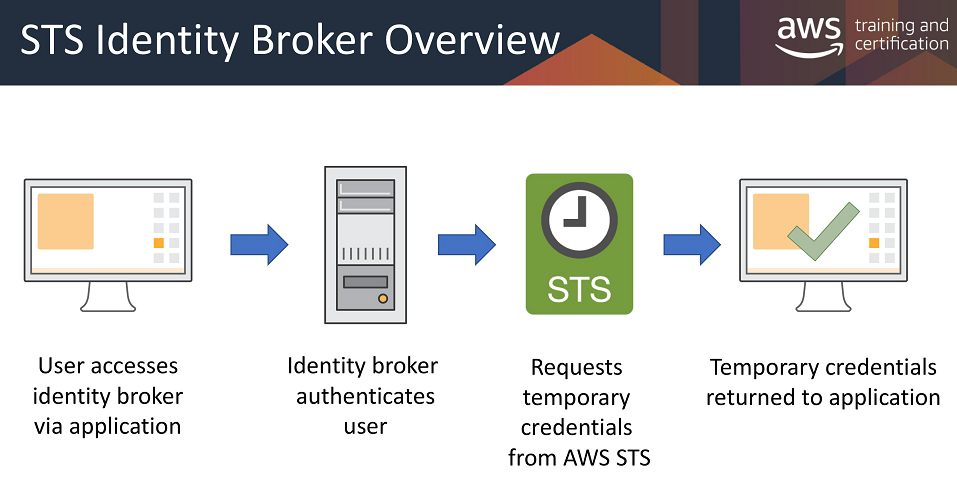 STS Identity Broker Overview
aws training and
certification
STS
User accesses
identity broker
via application
Identity broker
authenticates
user
Requests
temporary
credentials
from AWS STS
Temporary credentials
returned to application